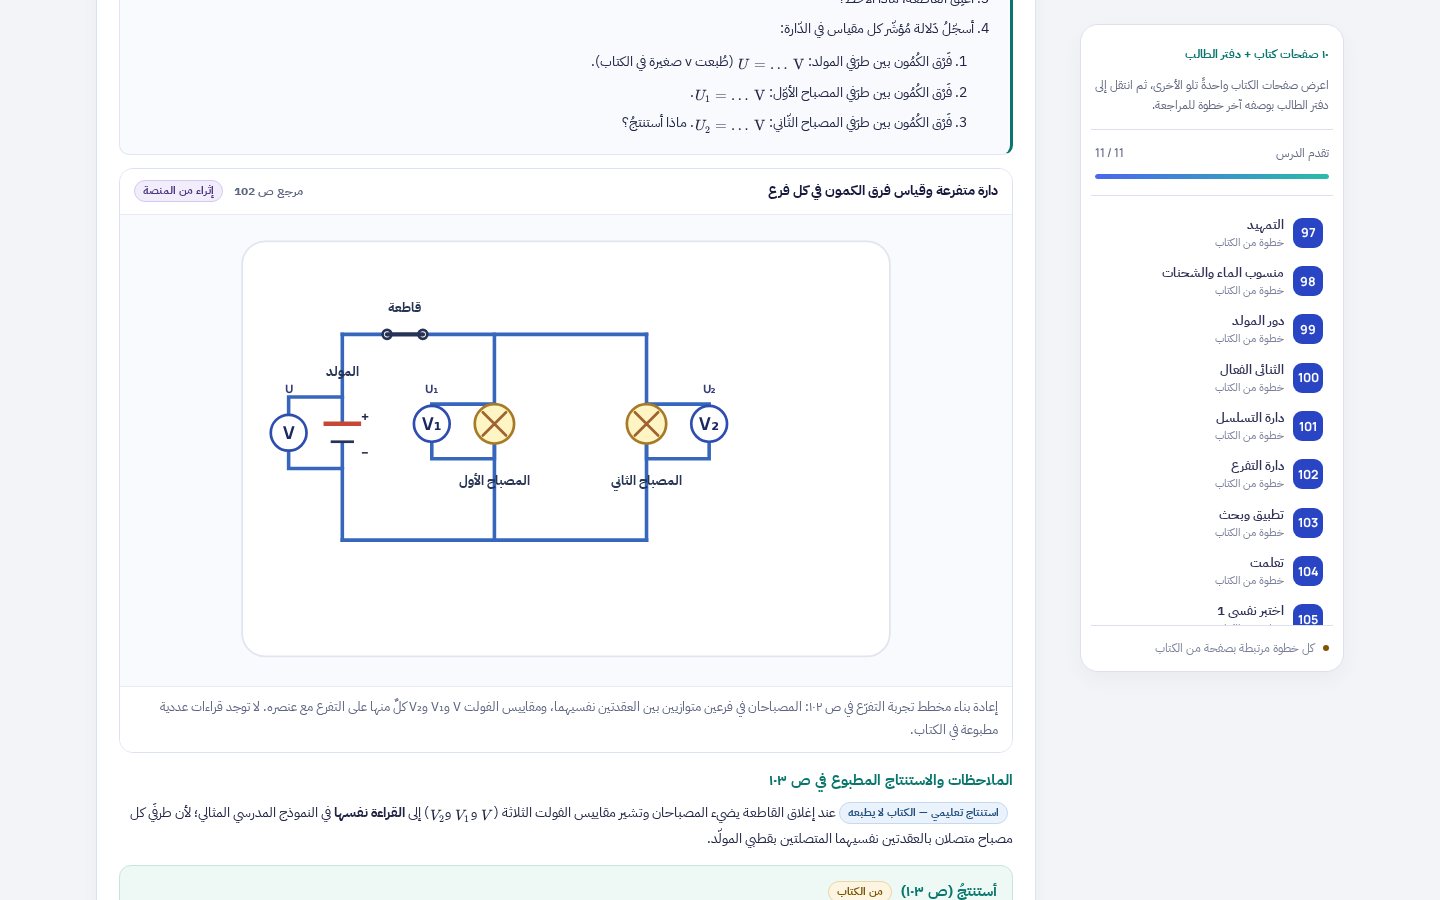 4. أسجّلُ دَلالة مُؤشّر كل مقياس في الدّارة:
1. فَرْق الكُمُون بين طرَفي المولد: U = … V (طُبعت v صغيرة في الكتاب).
2. فَرْق الكُمُون بين طرَفي المصباح الأوّل: U₁ = … V.
3. فَرْق الكُمُون بين طرَفي المصباح الثّاني: U₂ = … V. ماذا أستنتجُ؟
دارة متفرعة وقياس فرق الكمون في كل فرع
مرجع ص 102
إثراء من المنصة
قاطعة
المولد
U
U₁
U₂
+
−
V
V₁
V₂
المصباح الأول
المصباح الثاني
إعادة بناء مخطط تجربة التفرّع في ص ١٠٢: المصباحان في فرعين متوازيين بين العقدتين نفسيهما، ومقاييس الفولت V وV₁ وV₂ كلٌ منها على التفرع مع عنصره. لا توجد قراءات عددية
مطبوعة في الكتاب.
الملاحظات والاستنتاج المطبوع في ص ١٠٣
استنتاج تعليمي — الكتاب لا يطبعه عند إغلاق القاطعة يضيء المصباحان وتشير مقاييس الفولت الثلاثة (V و V₁ وV₂) إلى القراءة نفسها في النموذج المدرسي المثالي؛ لأن طرفَي كل
مصباح متصلان بالعقدتين نفسيهما المتصلتين بقطبي المولّد.
أستنتجُ (ص ١٠٣)
من الكتاب
١٠ صفحات كتاب + دفتر الطالب
اعرض صفحات الكتاب واحدةً تلو الأخرى، ثم انتقل إلى
دفتر الطالب بوصفه آخر خطوة للمراجعة.
تقدم الدرس
11 / 11
97
التمهيد
خطوة من الكتاب
98
منسوب الماء والشحنات
خطوة من الكتاب
99
دور المولد
خطوة من الكتاب
100
الثنائي الفعال
خطوة من الكتاب
101
دارة التسلسل
خطوة من الكتاب
102
دارة التفرع
خطوة من الكتاب
103
تطبيق وبحث
خطوة من الكتاب
104
تعلمت
خطوة من الكتاب
105
اختبر نفسي 1
كل خطوة مرتبطة بصفحة من الكتاب